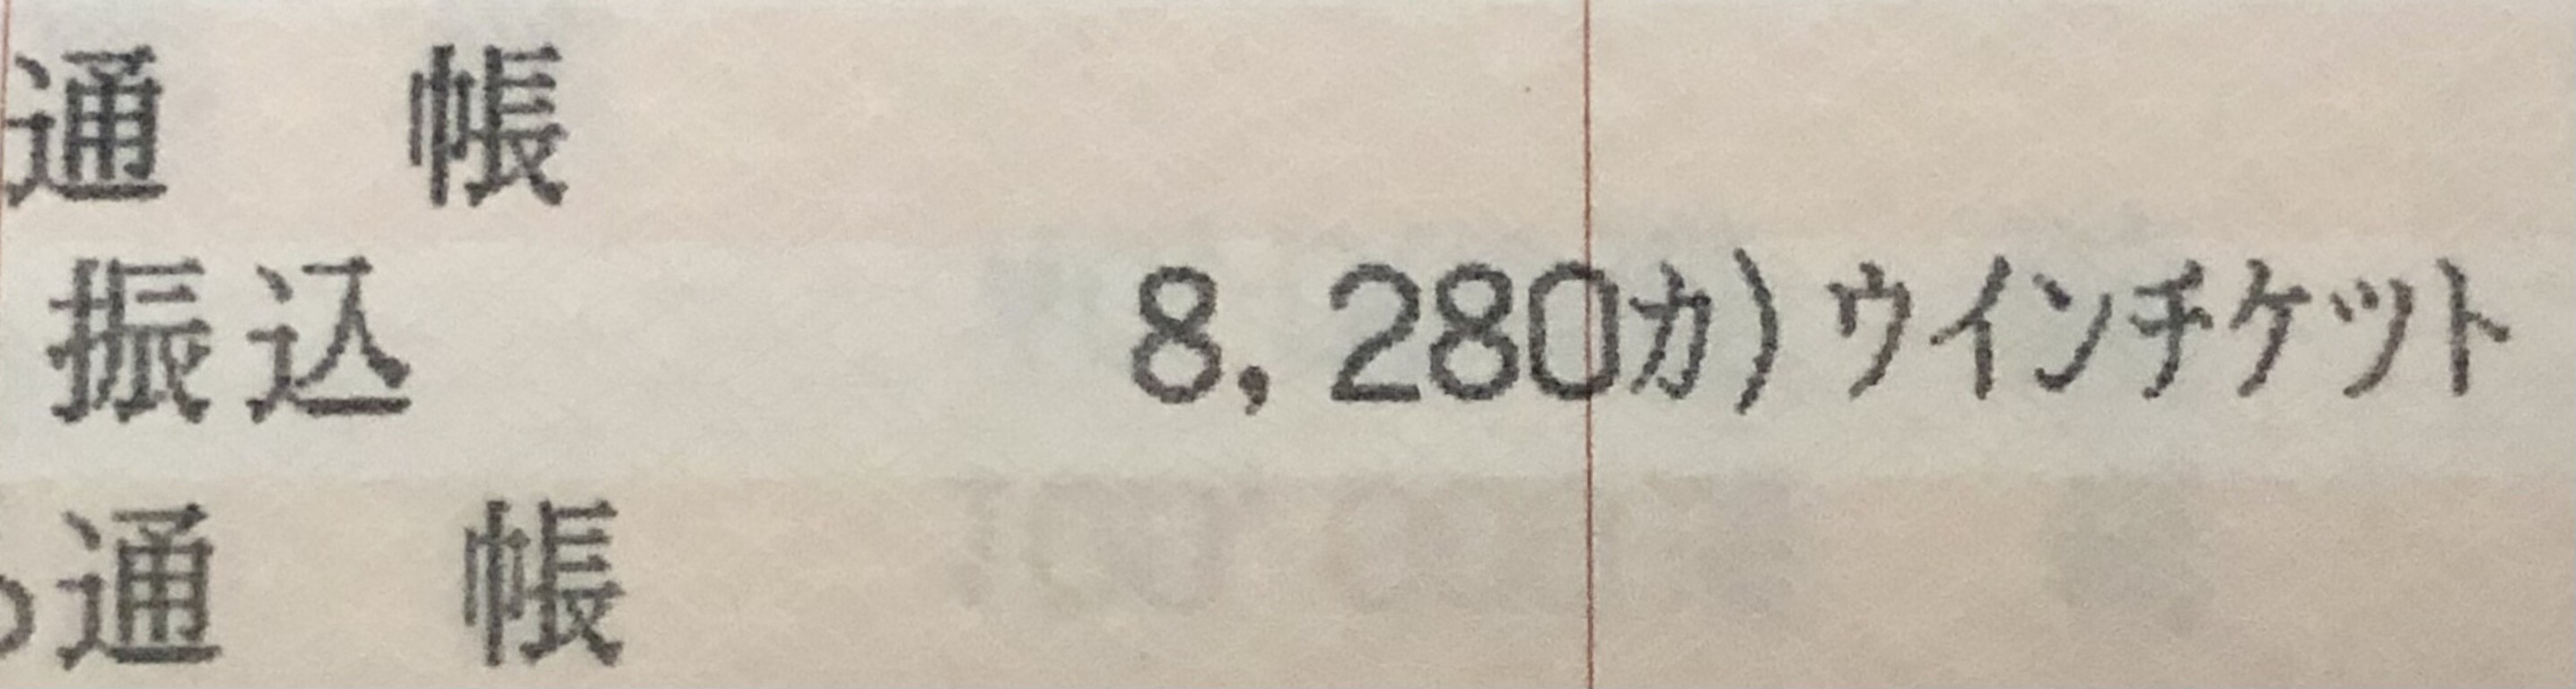 通 帳
振込 8,280カ)ウインチケット
通 帳